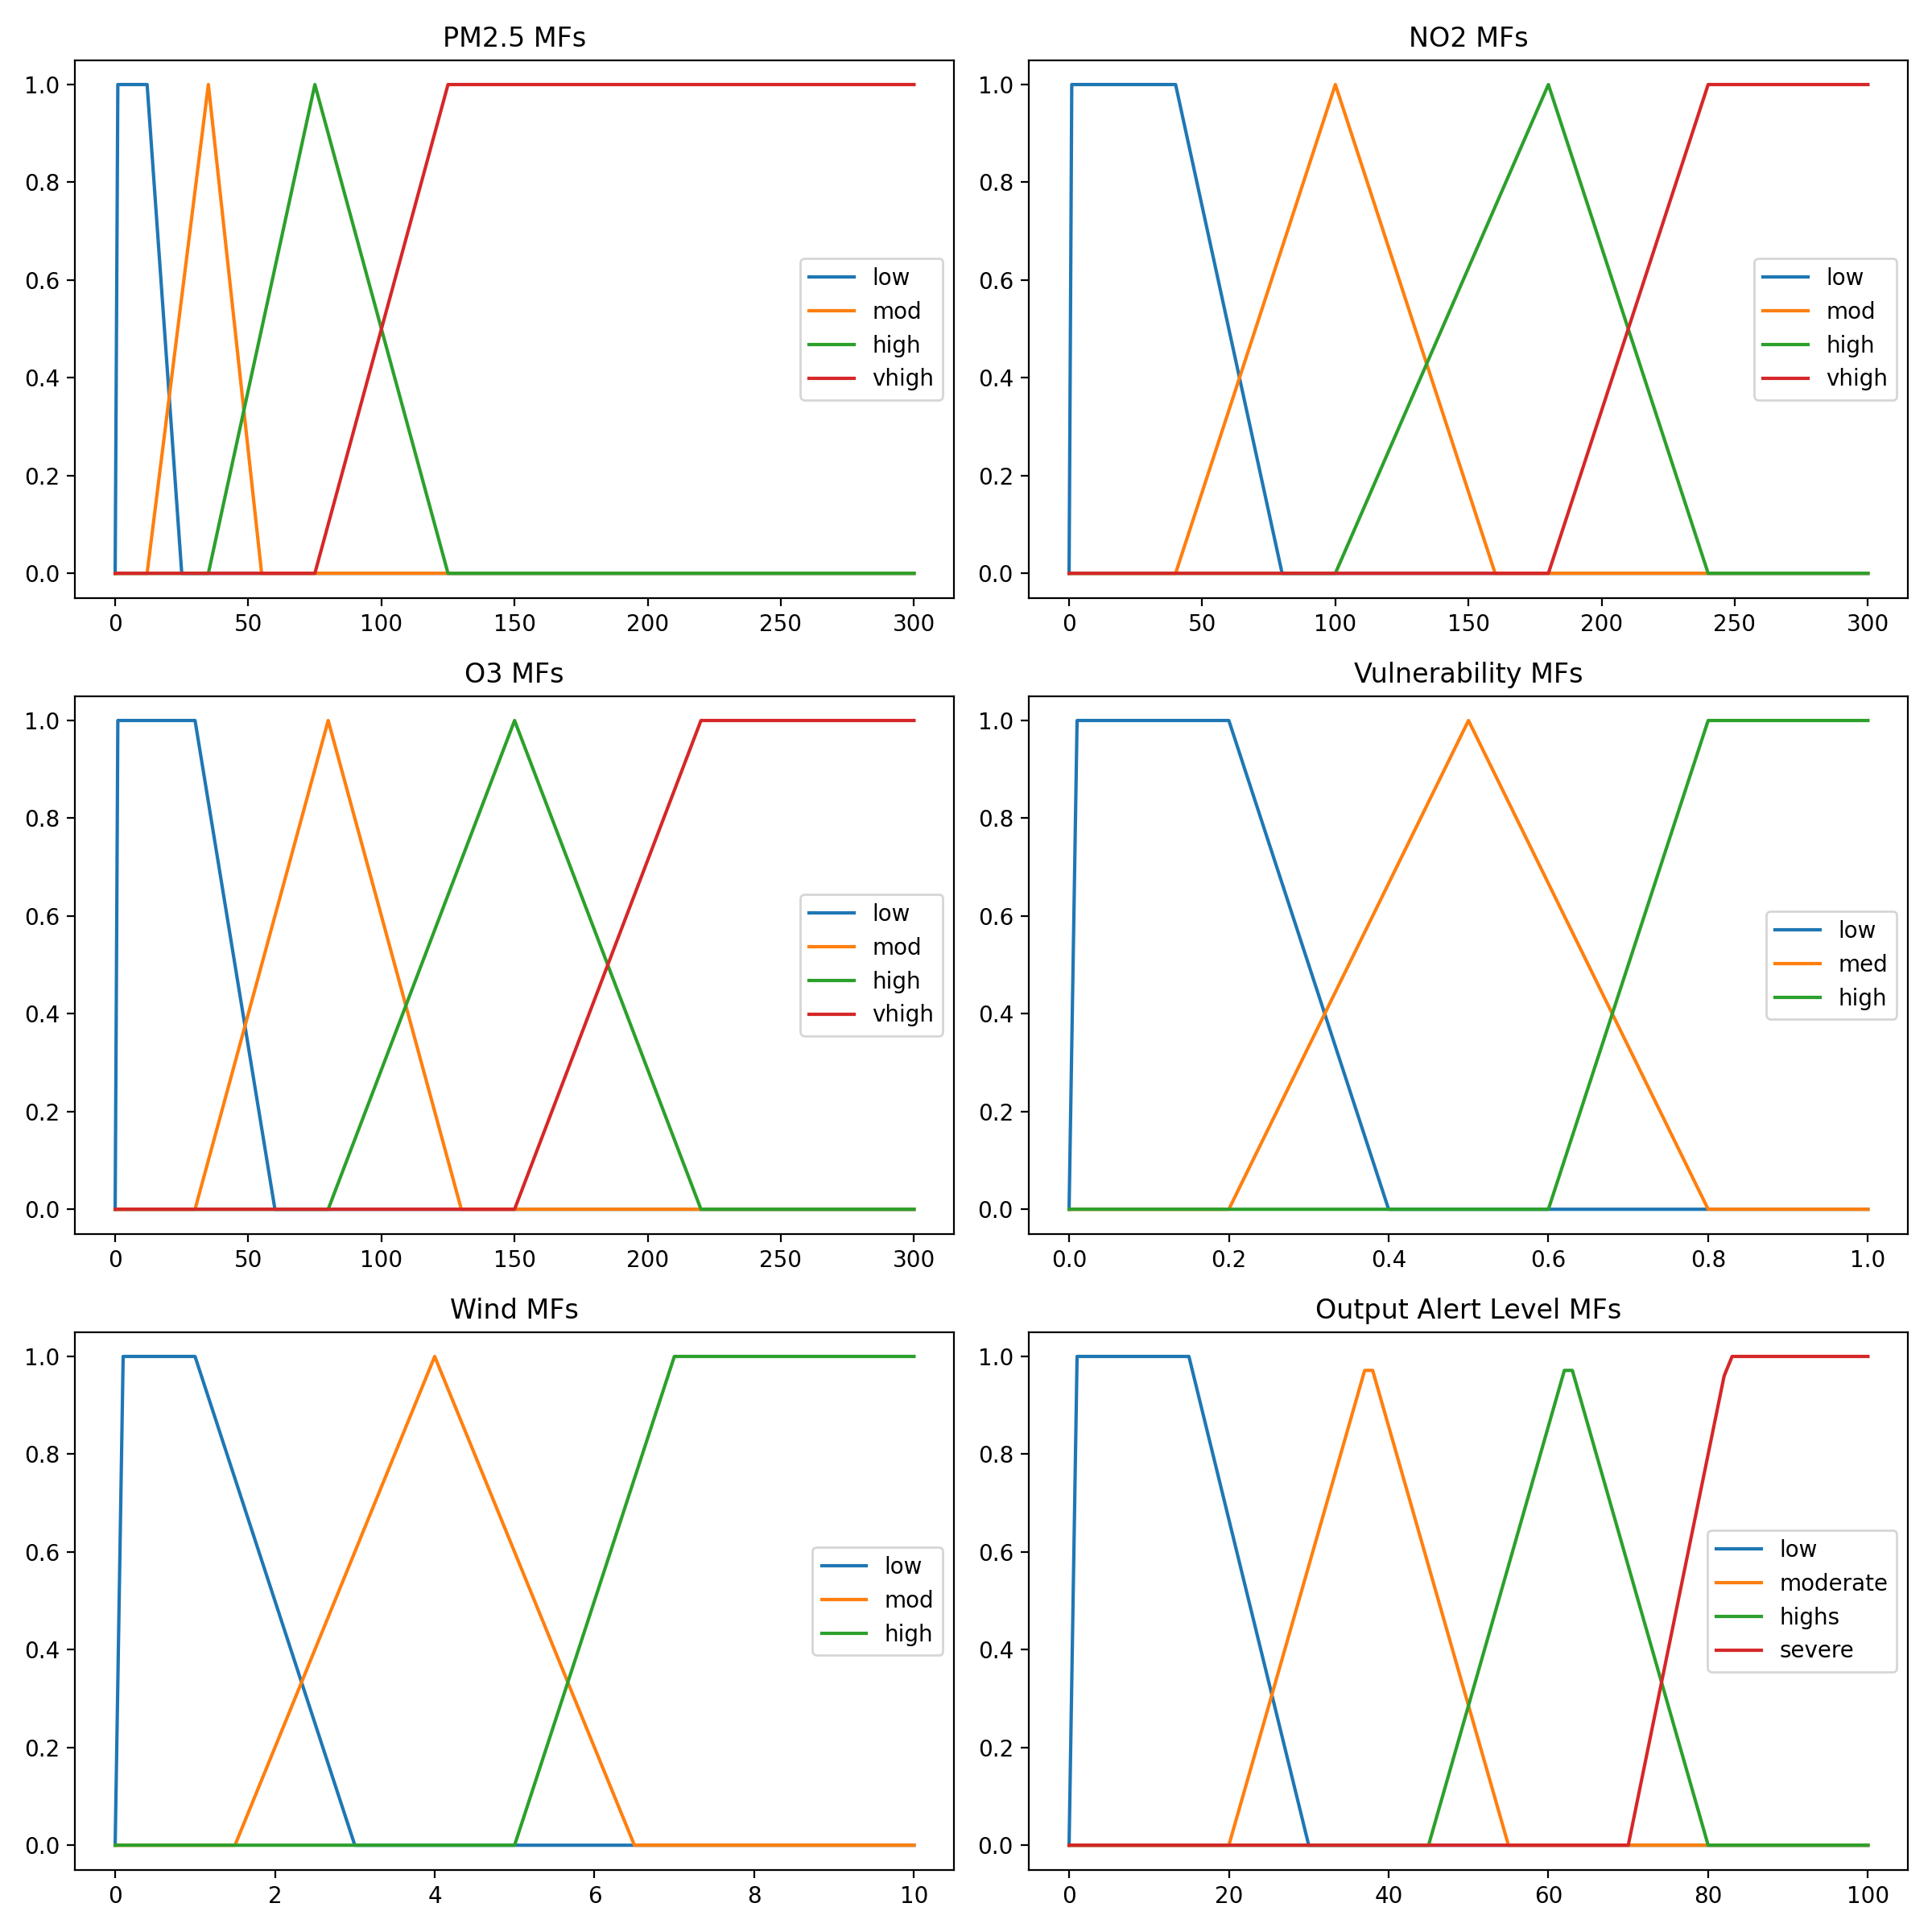 PM2.5 MFs
1.0
0.8
0.6
0.4
0.2
0.0
low
mod
high
vhigh
0 50 100 150 200 250 300
NO2 MFs
1.0
0.8
0.6
0.4
0.2
0.0
low
mod
high
vhigh
0 50 100 150 200 250 300
O3 MFs
1.0
0.8
0.6
0.4
0.2
0.0
low
mod
high
vhigh
0 50 100 150 200 250 300
Vulnerability MFs
1.0
0.8
0.6
0.4
0.2
0.0
low
med
high
0.0 0.2 0.4 0.6 0.8 1.0
Wind MFs
1.0
0.8
0.6
0.4
0.2
0.0
low
mod
high
0 2 4 6 8 10
Output Alert Level MFs
1.0
0.8
0.6
0.4
0.2
0.0
low
moderate
highs
severe
0 20 40 60 80 100